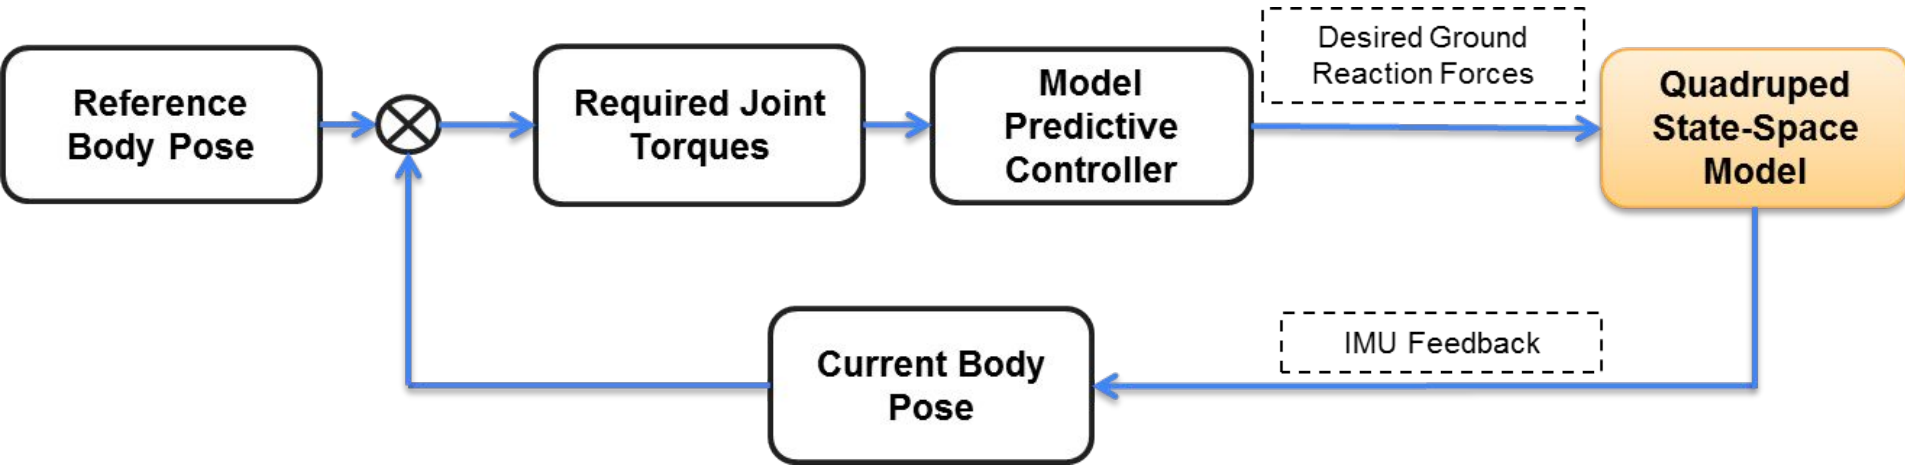 Reference
Body Pose
Required Joint
Torques
Model
Predictive
Controller
Desired Ground
Reaction Forces
Quadruped
State-Space
Model
Current Body
Pose
IMU Feedback